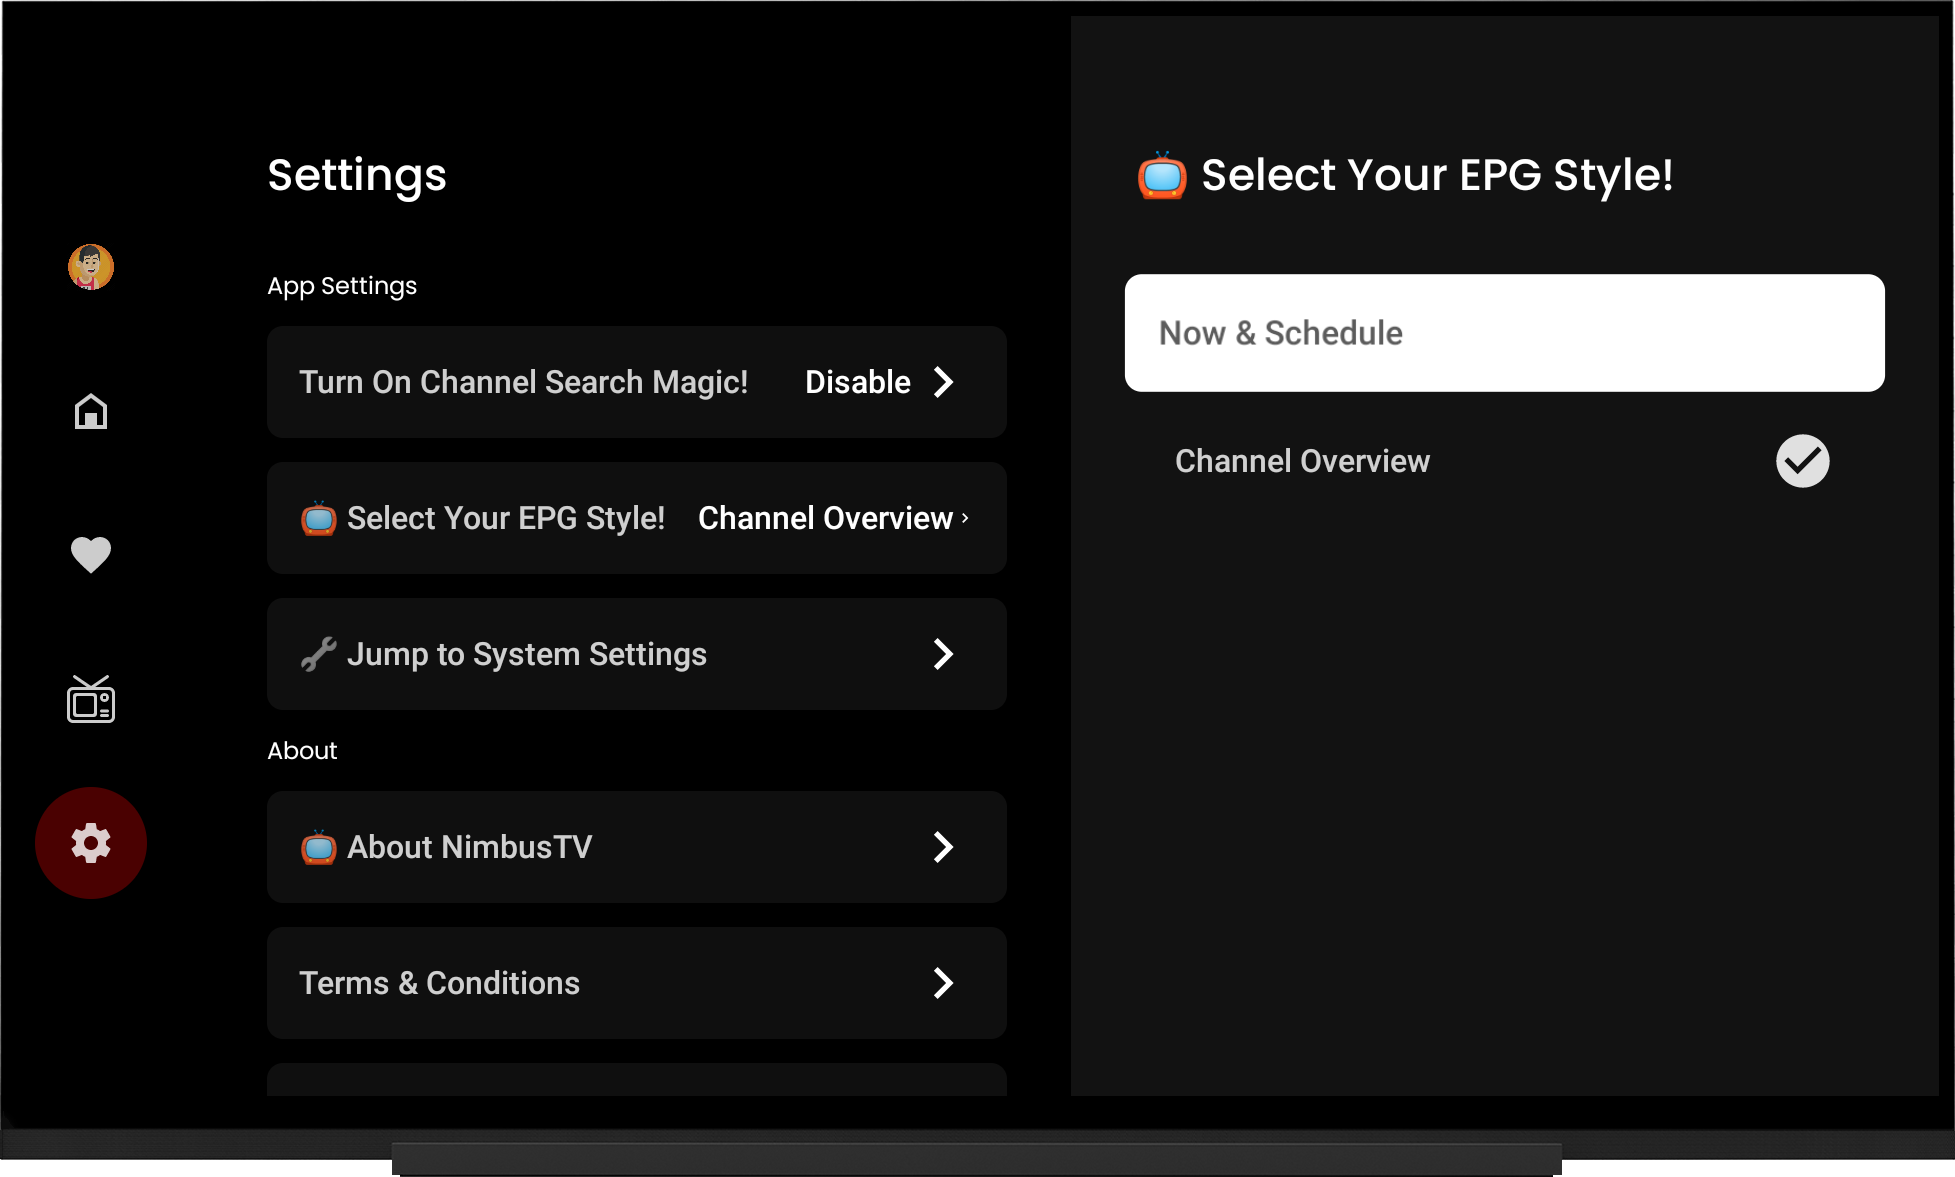 Settings
App Settings
Turn On Channel Search Magic! Disable
Select Your EPG Style! Channel Overview
Jump to System Settings
About
About NimbusTV
Terms & Conditions
Select Your EPG Style!
Now & Schedule
Channel Overview